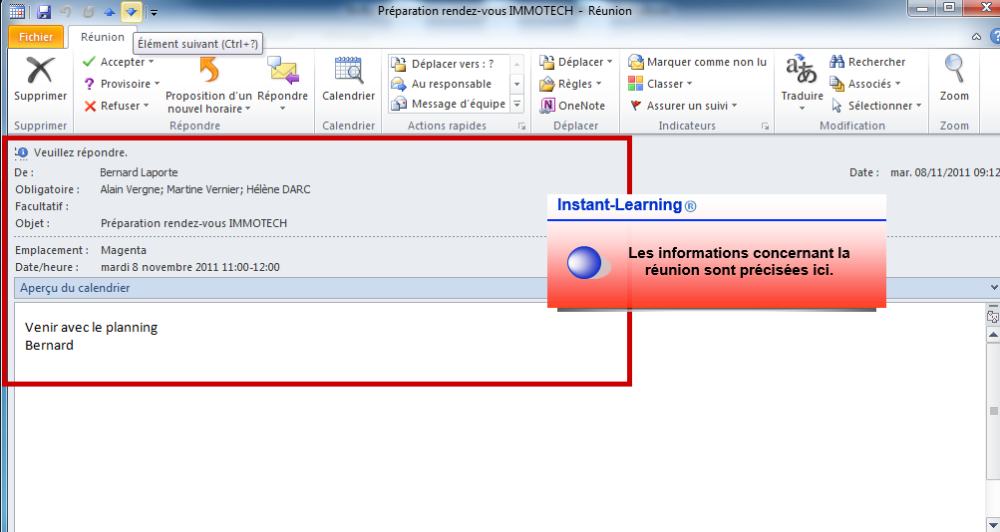 Préparation rendez-vous IMMOTECH - Réunion
Fichier
Réunion
Élément suivant (Ctrl+?)
Supprimer
Accepter
Provisoire
Refuser
Proposition d'un
nouvel horaire
Répondre
Calendrier
Déplacer vers : ?
Au responsable
Message d'équipe
Déplacer
Règles
OneNote
Marquer comme non lu
Classer
Assurer un suivi
Traduire
Rechercher
Associés
Sélectionner
Zoom
Supprimer
Répondre
Calendrier
Actions rapides
Déplacer
Indicateurs
Modification
Zoom
Veuillez répondre.
De : Bernard Laporte
Date : mar. 08/11/2011 09:12
Obligatoire : Alain Vergne; Martine Vernier; Hélène DARC
Facultatif :
Objet : Préparation rendez-vous IMMOTECH
Emplacement : Magenta
Date/heure : mardi 8 novembre 2011 11:00-12:00
Aperçu du calendrier
Venir avec le planning
Bernard
Instant-Learning®
Les informations concernant la
réunion sont précisées ici.